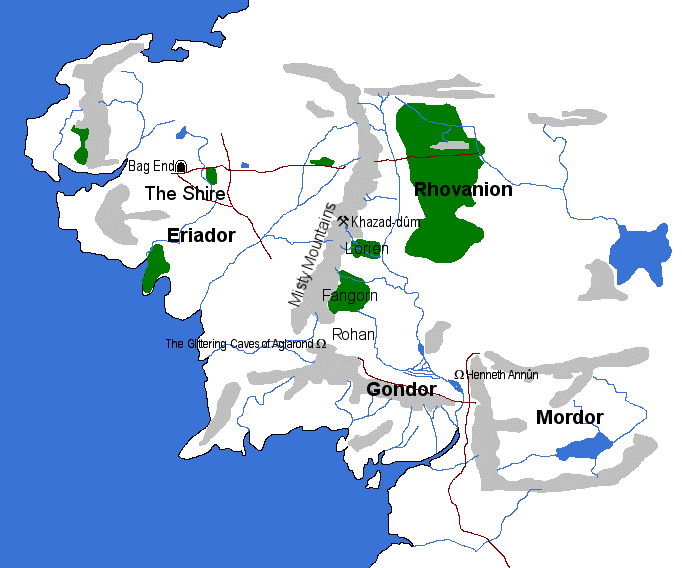 Bag End
The Shire
Rhovanion
Eriador
Khazad-dûm
Misty Mountains
Lórien
Fangorn
Rohan
The Glittering Caves of Aglarond
Henneth Annûn
Gondor
Mordor